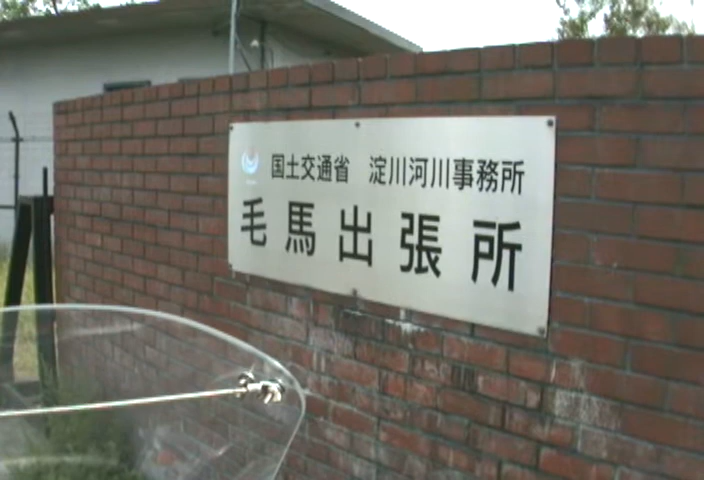 国土交通省 淀川河川事務所
毛馬出張所